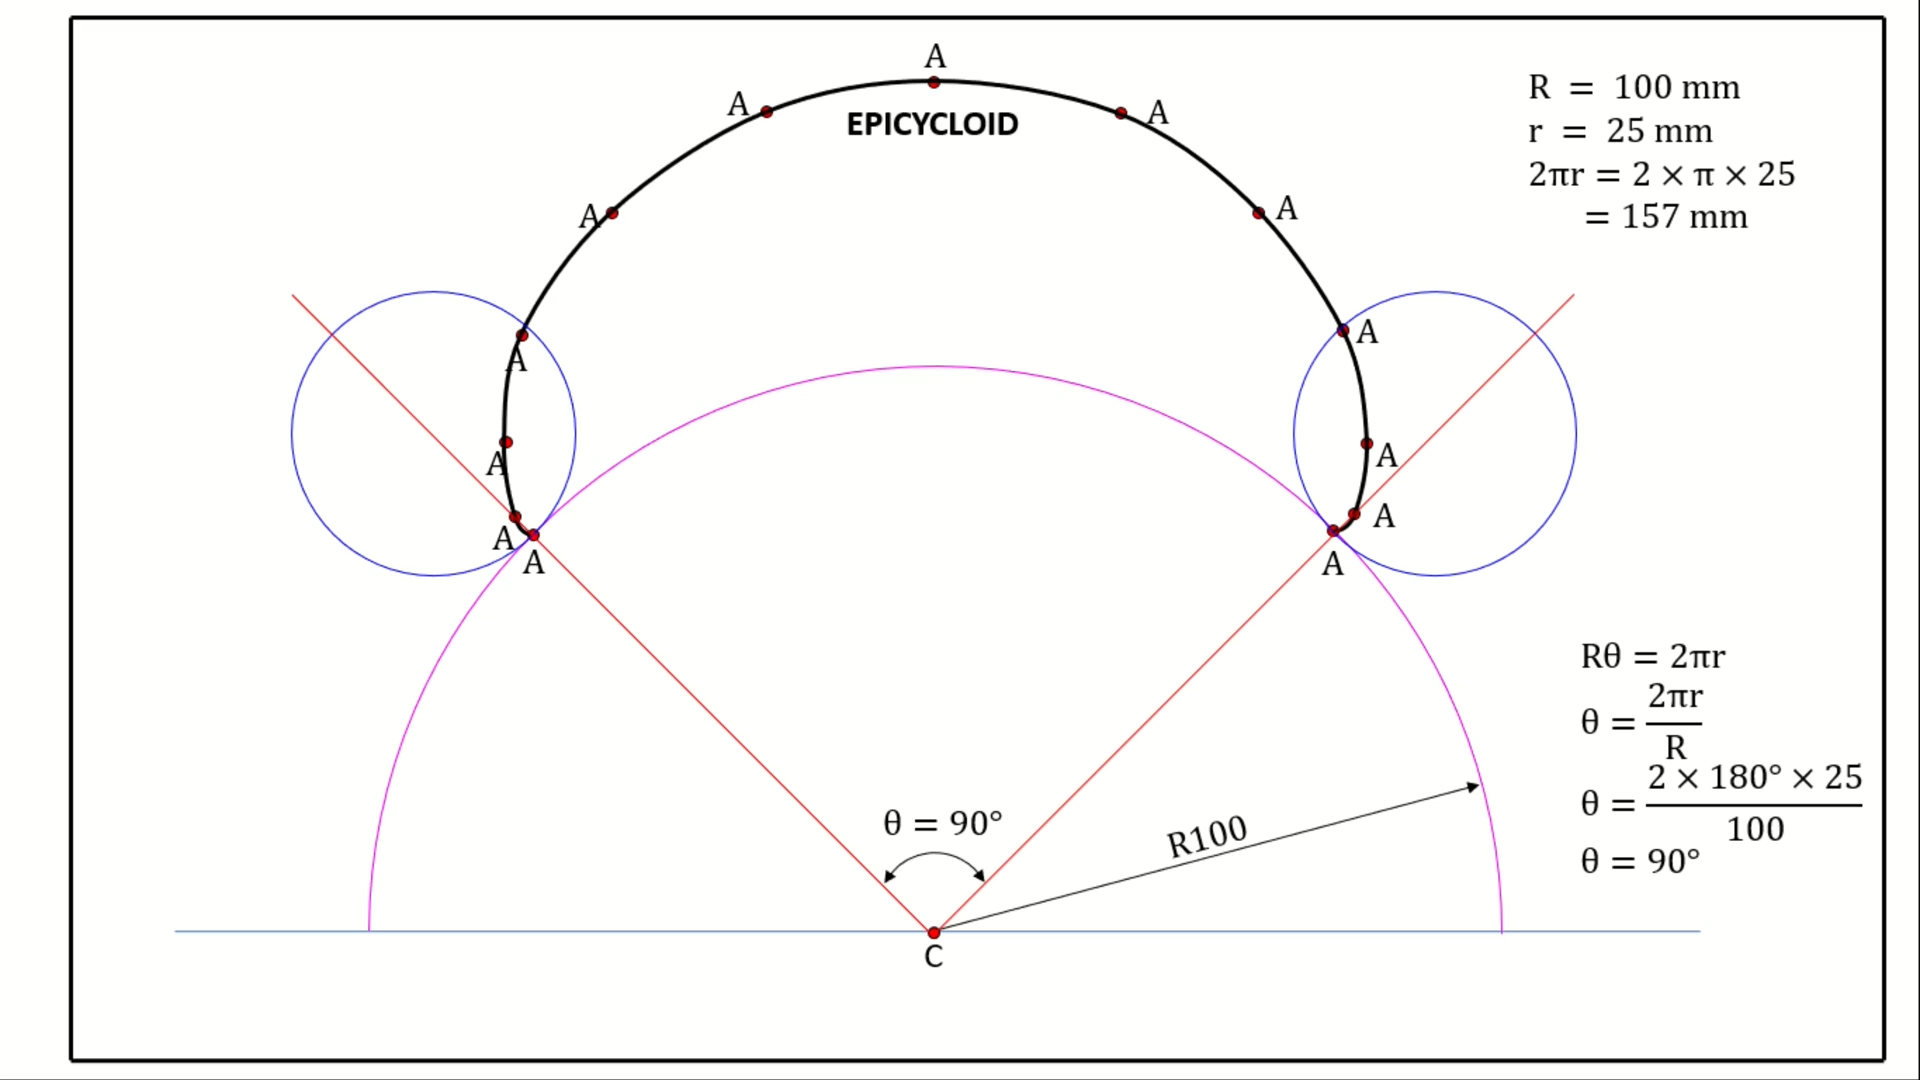 A
A
A
EPICYCLOID
A
A
A
A
A
A
A
A
A
A
R = 100 mm
r = 25 mm
2πr = 2 × π × 25
= 157 mm
Rθ = 2πr
θ = 2πr
R
θ = 2 × 180° × 25
100
θ = 90°
θ = 90°
R100
C